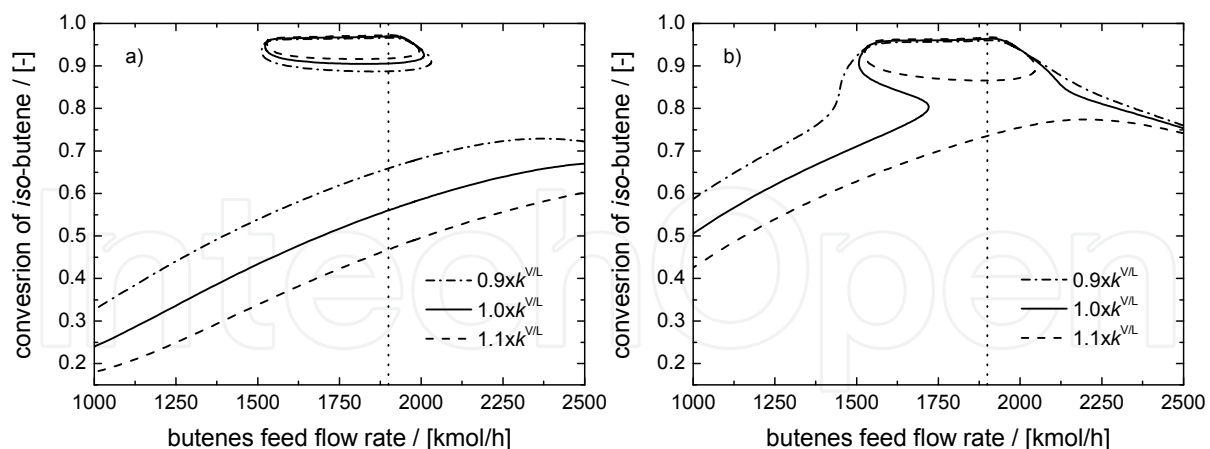 a)
convesrion of iso-butene / [-]
1.0
0.9
0.8
0.7
0.6
0.5
0.4
0.3
0.2
0.9xk^V/L
1.0xk^V/L
1.1xk^V/L
1000 1250 1500 1750 2000 2250 2500
butenes feed flow rate / [kmol/h]
b)
convesrion of iso-butene / [-]
1.0
0.9
0.8
0.7
0.6
0.5
0.4
0.3
0.2
0.9xk^V/L
1.0xk^V/L
1.1xk^V/L
1000 1250 1500 1750 2000 2250 2500
butenes feed flow rate / [kmol/h]
IntechOpen